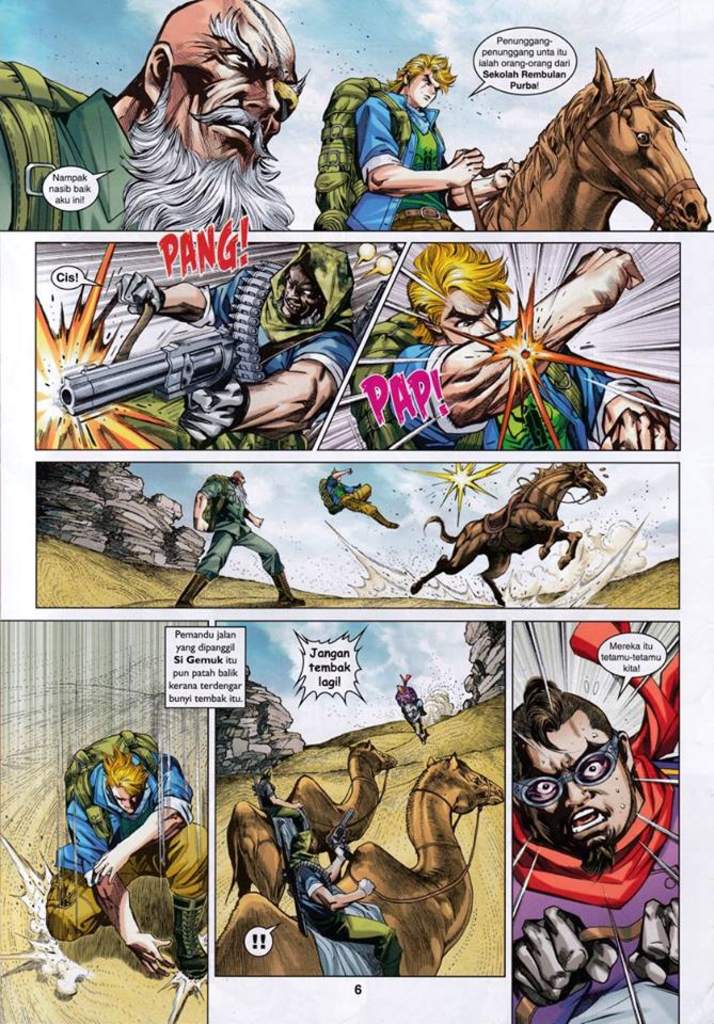 Penunggang-
penunggang unta itu
ialah orang-orang dari
Sekolah Rembulan
Purba!
Nampak
nasib baik
aku ini!
PANG!
Cis!
PAP!
Pemandu jalan
yang dipanggil
Si Gemuk itu
pun patah balik
kerana terdengar
bunyi tembak itu.
Jangan
tembak
lagi!
Mereka itu
tetamu-tetamu
kita!
!!
6